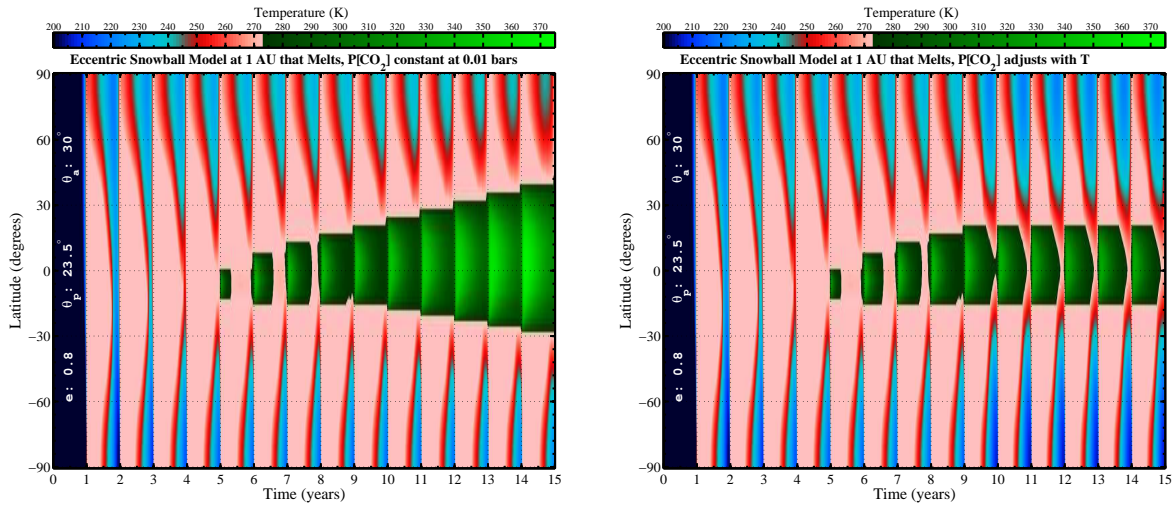 Temperature (K)
200 210 220 230 240 250 260 270 280 290 300 310 320 330 340 350 360 370
Eccentric Snowball Model at 1 AU that Melts, P[CO2] constant at 0.01 bars
Latitude (degrees)
90
60
30
0
−30
−60
−90
θa: 30°
θp: 23.5°
e: 0.8
0 1 2 3 4 5 6 7 8 9 10 11 12 13 14 15
Time (years)
Temperature (K)
200 210 220 230 240 250 260 270 280 290 300 310 320 330 340 350 360 370
Eccentric Snowball Model at 1 AU that Melts, P[CO2] adjusts with T
Latitude (degrees)
90
60
30
0
−30
−60
−90
θa: 30°
θp: 23.5°
e: 0.8
0 1 2 3 4 5 6 7 8 9 10 11 12 13 14 15
Time (years)